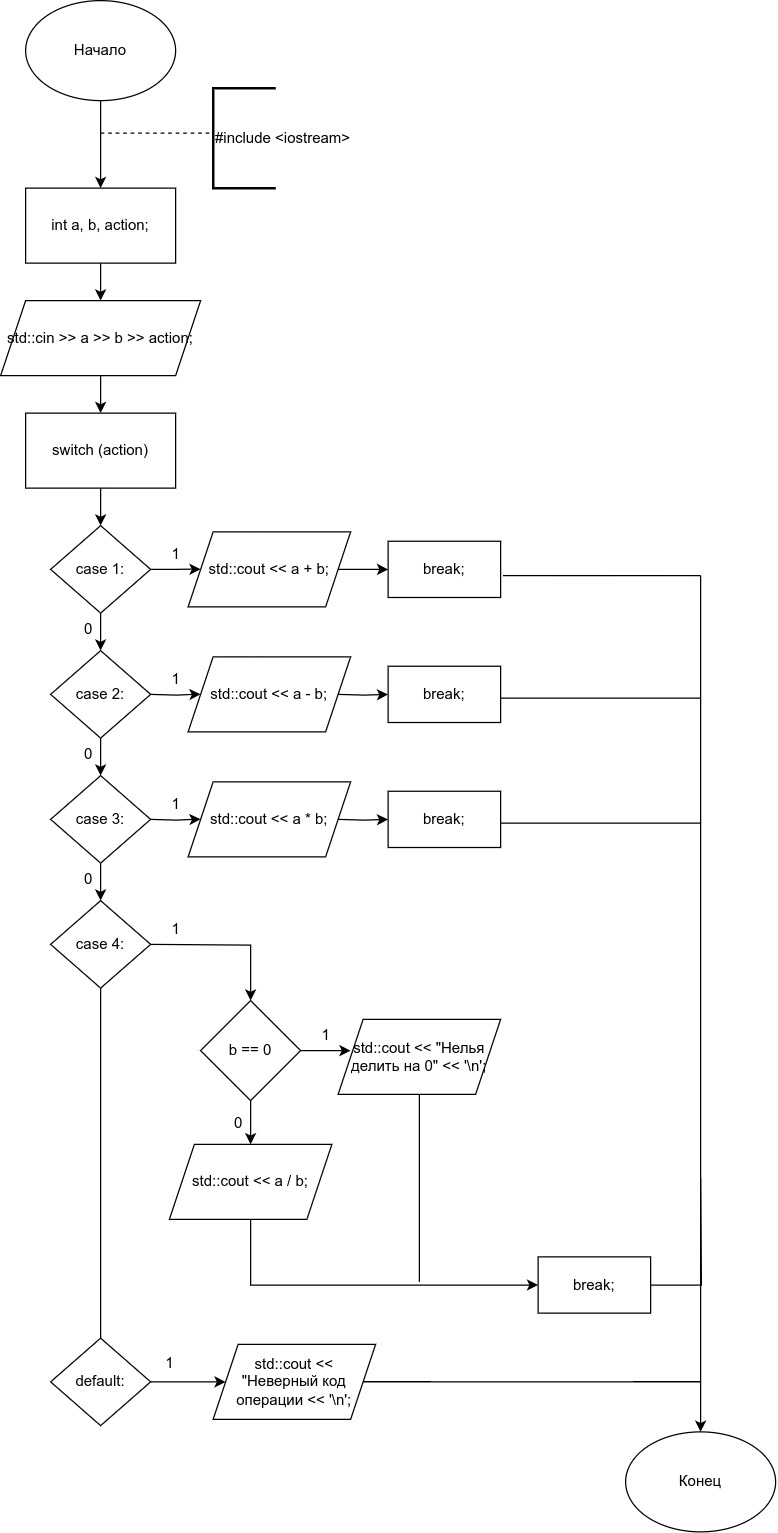 Начало
#include <iostream>
int a, b, action;
std::cin >> a >> b >> action;
switch (action)
case 1:
1
std::cout << a + b;
break;
0
case 2:
1
std::cout << a - b;
break;
0
case 3:
1
std::cout << a * b;
break;
0
case 4:
1
b == 0
1
std::cout << "Нелья
делить на 0" << '\n';
0
std::cout << a / b;
break;
default:
1
std::cout <<
"Неверный код
операции << '\n';
Конец